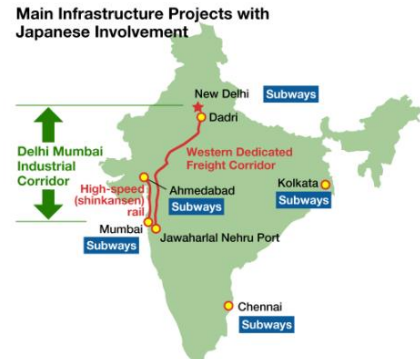 Main Infrastructure Projects with
Japanese Involvement
New Delhi
Subways
Dadri
Delhi Mumbai
Industrial
Corridor
Western Dedicated
Freight Corridor
High-speed
(shinkansen)
rail
Ahmedabad
Subways
Kolkata
Subways
Mumbai
Subways
Jawaharlal Nehru Port
Chennai
Subways